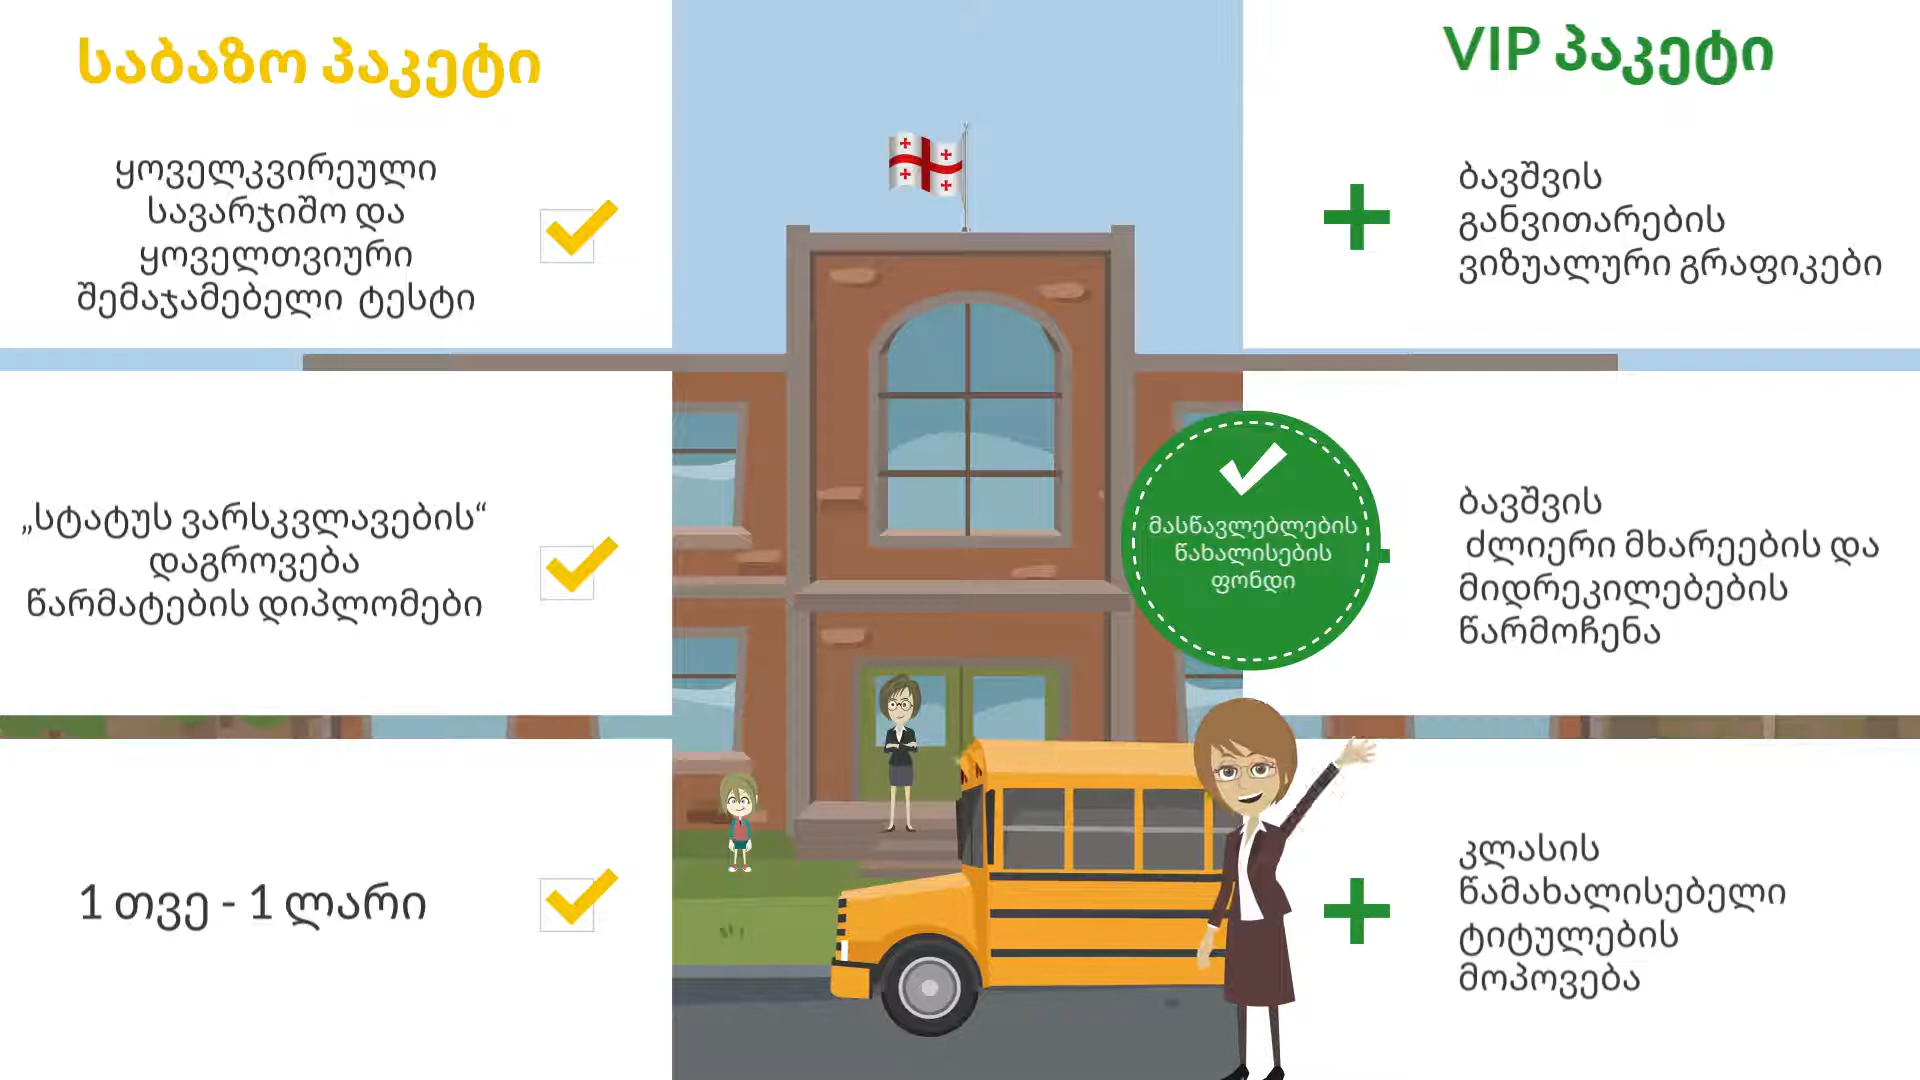 საბაზო პაკეტი
ყოველკვირეული
სავარჯიშო და
ყოველთვიური
შემაჯამებელი ტესტი
„სტატუს ვარსკვლავების“
დაგროვება
წარმატების დიპლომები
1 თვე - 1 ლარი
მასწავლებლების
წახალისების
ფონდი
VIP პაკეტი
ბავშვის
განვითარების
ვიზუალური გრაფიკები
ბავშვის
ძლიერი მხარეების და
მიდრეკილებების
წარმოჩენა
კლასის
წამახალისებელი
ტიტულების
მოპოვება